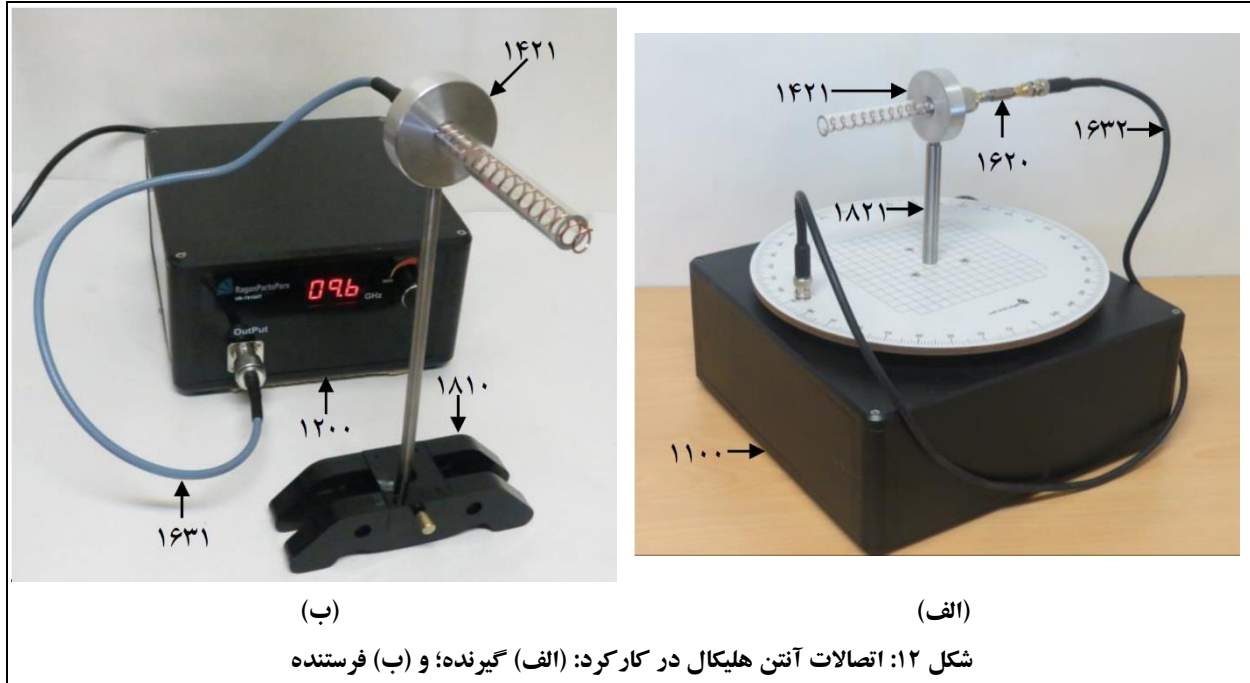 ۱۴۲۱
۱۴۲۱
۱۶۲۰
۱۶۳۲
۱۸۲۱
۱۱۰۰
RaganPartoPars
09.6 GHz
OutPut
۱۸۱۰
۱۲۰۰
۱۶۳۱
(الف)
(ب)
شکل ۱۲: اتصالات آنتن هلیکال در کارکرد: (الف) گیرنده؛ و (ب) فرستنده